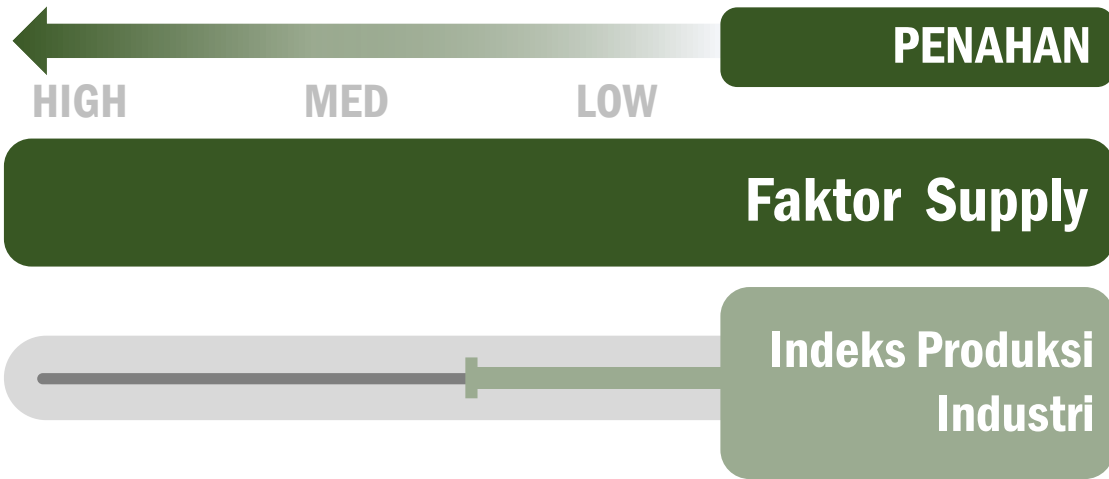 PENAHAN
HIGH MED LOW
Faktor Supply
Indeks Produksi
Industri